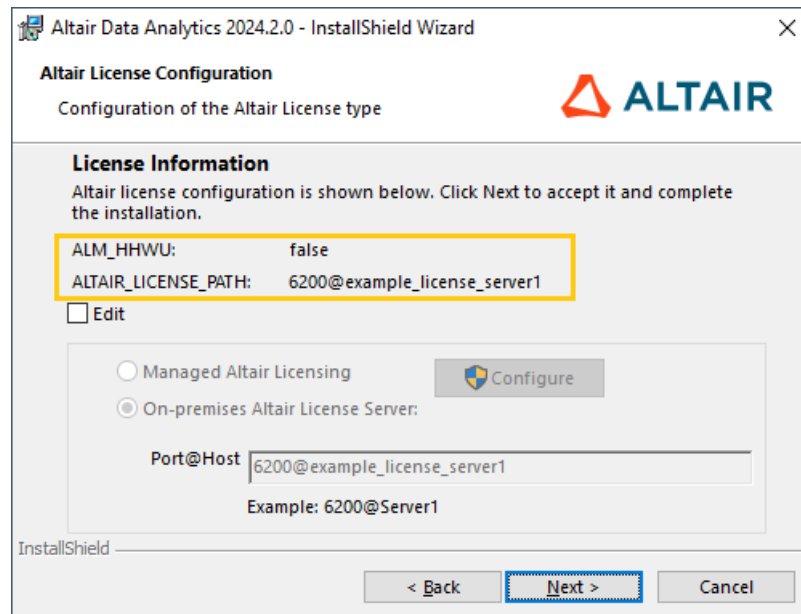 Altair Data Analytics 2024.2.0 - InstallShield Wizard
Altair License Configuration
Configuration of the Altair License type
ALTAIR
License Information
Altair license configuration is shown below. Click Next to accept it and complete
the installation.
ALM_HHWU: false
ALTAIR_LICENSE_PATH: 6200@example_license_server1
Edit
Managed Altair Licensing
Configure
On-premises Altair License Server:
Port@Host 6200@example_license_server1
Example: 6200@Server1
InstallShield
< Back Next > Cancel